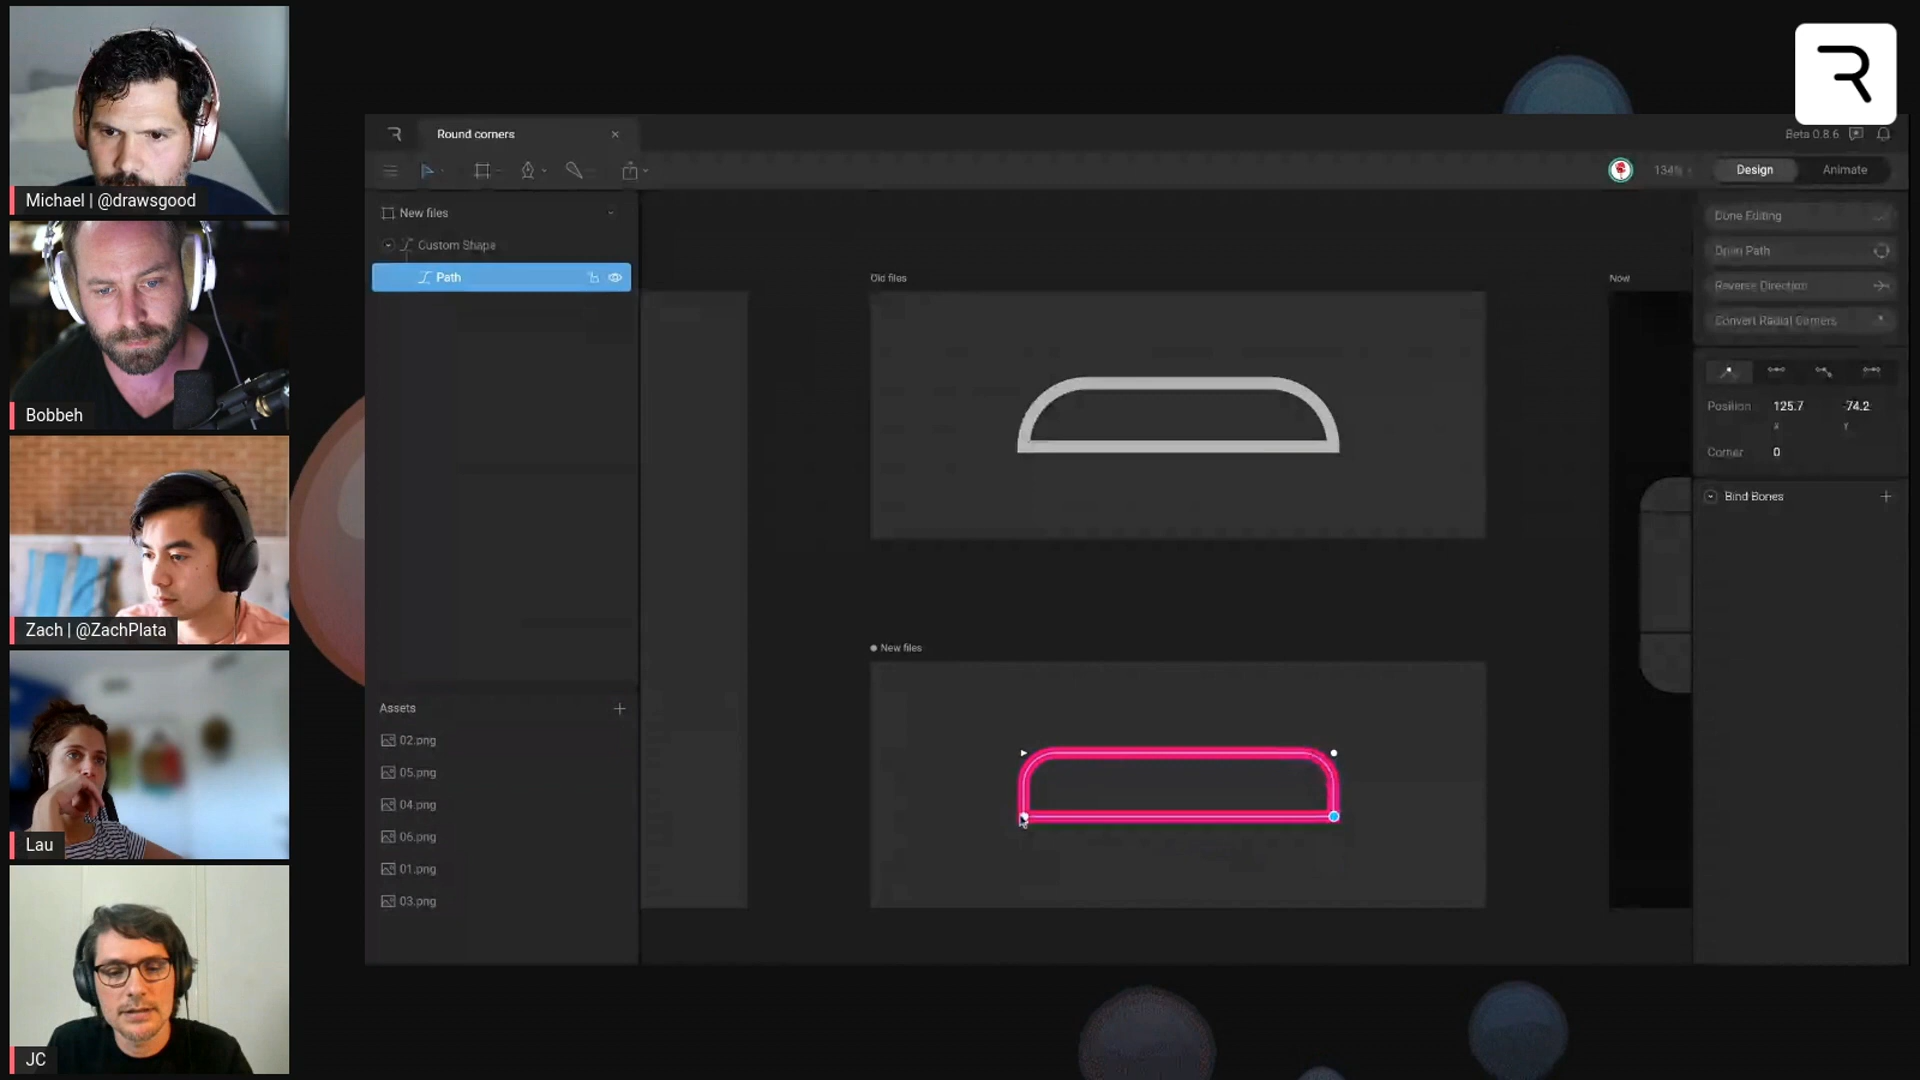 Michael | @drawsgood
Bobbeh
Zach | @ZachPlata
Lau
JC
Round corners
Beta 0.8.6
134%
Design
Animate
New files
Custom Shape
Path
Assets
02.png
05.png
04.png
06.png
01.png
03.png
Old files
New files
Now
Done Editing
Open Path
Reverse Direction
Convert Radial Corners
Position 125.7 -74.2
X Y
Corner 0
Bind Bones